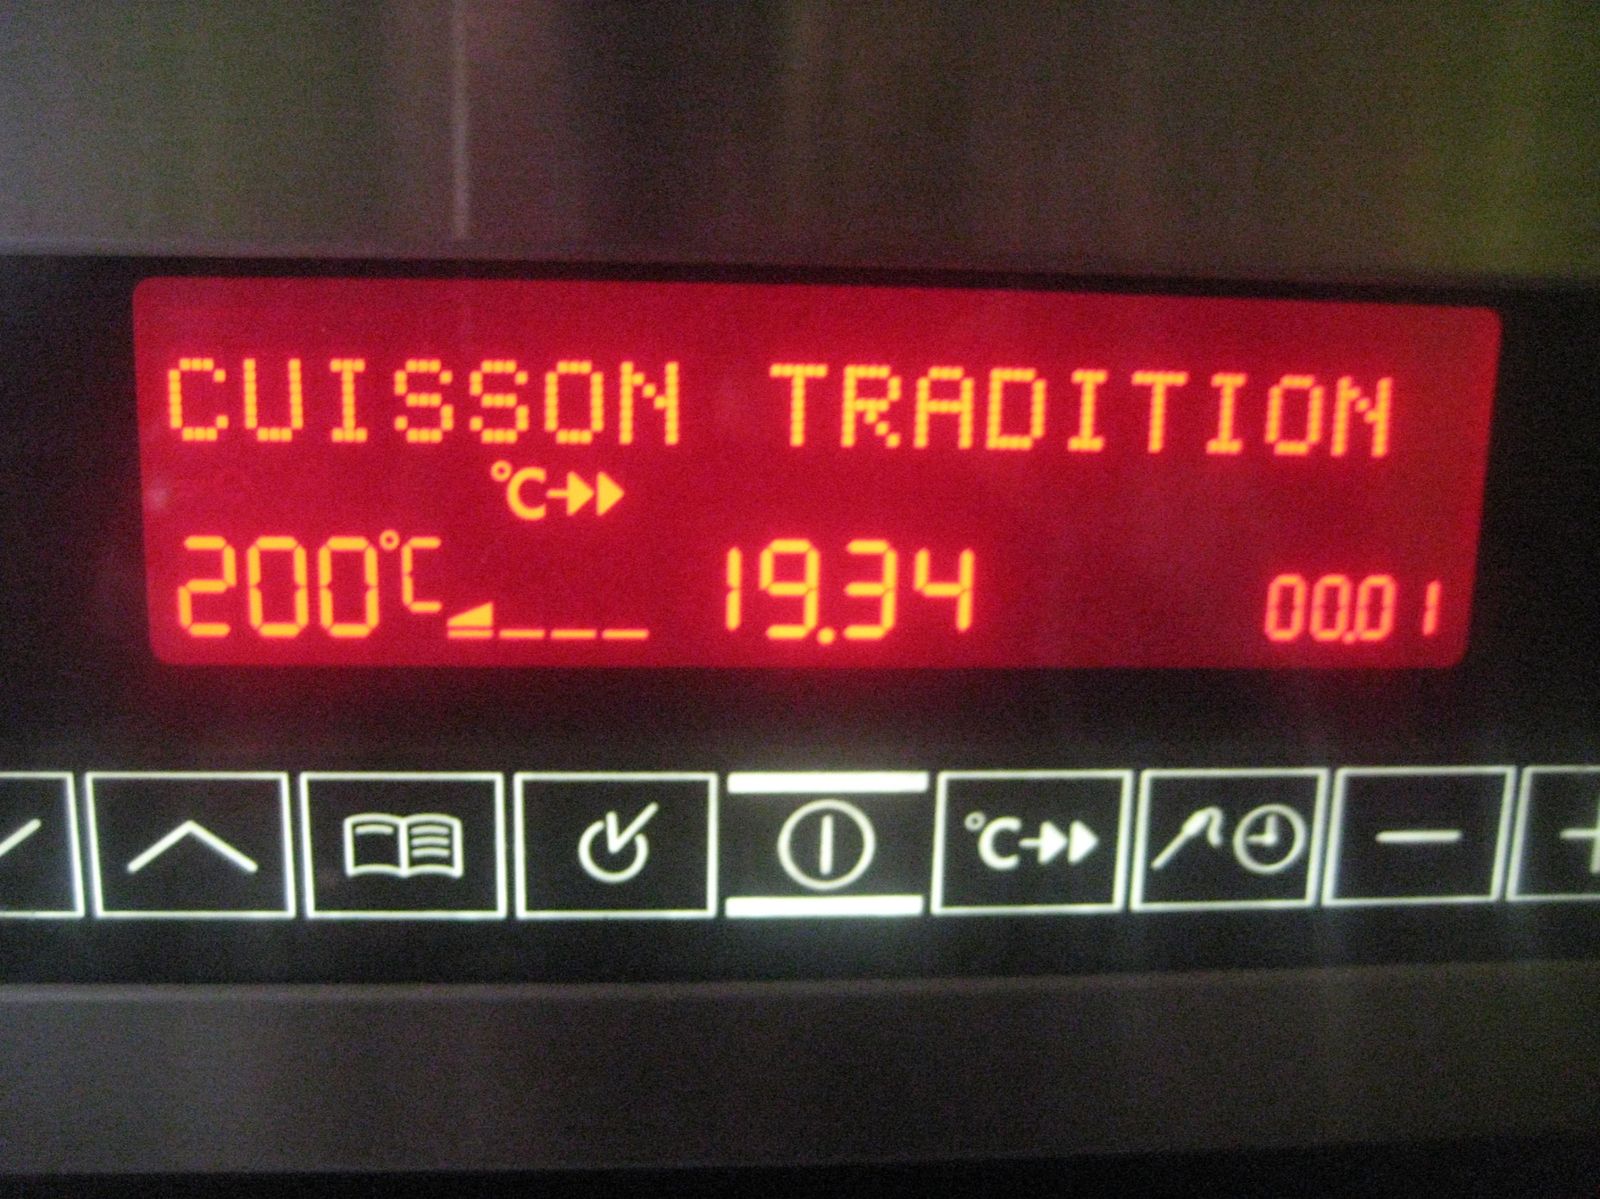 CUISSON TRADITION
°C
200°C 19.34 00.01
°C